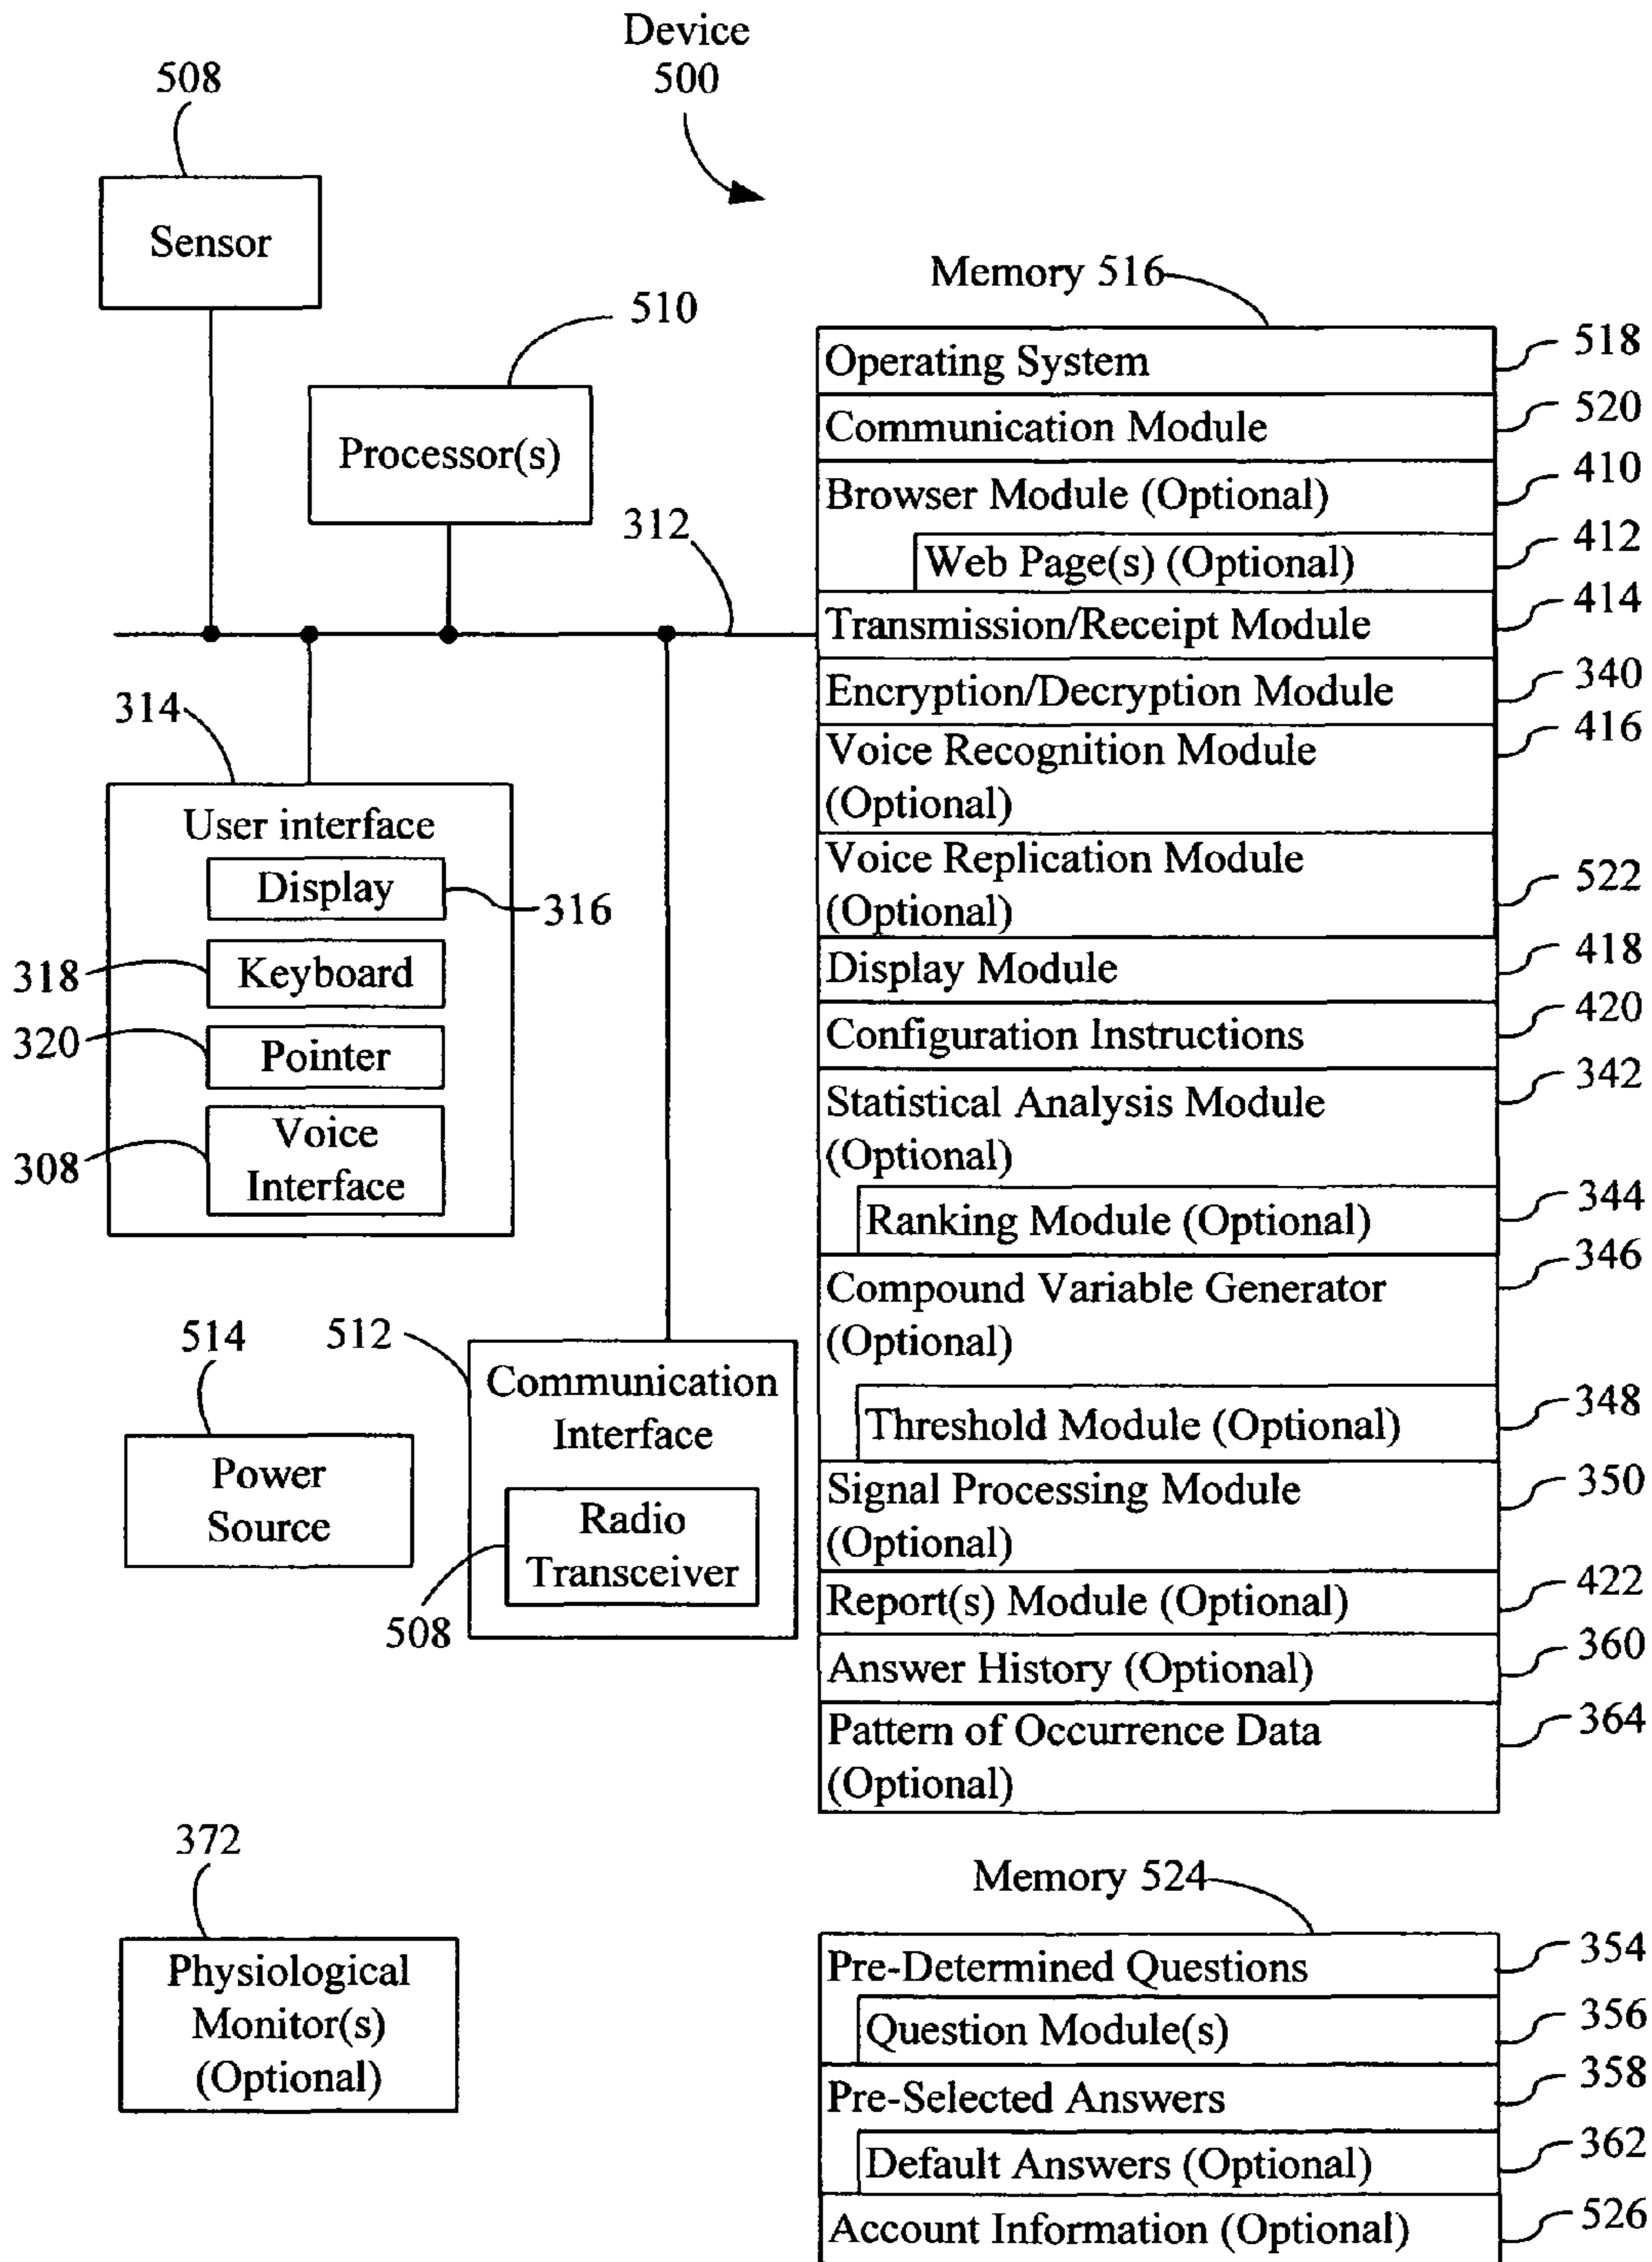 Device
500
508
Sensor
510
Processor(s)
312
314
User interface
Display
316
318
Keyboard
320
Pointer
308
Voice
Interface
514
Power
Source
512
Communication
Interface
Radio
Transceiver
508
372
Physiological
Monitor(s)
(Optional)
Memory 516
Operating System
518
Communication Module
520
Browser Module (Optional)
410
Web Page(s) (Optional)
412
Transmission/Receipt Module
414
Encryption/Decryption Module
340
Voice Recognition Module
(Optional)
416
Voice Replication Module
(Optional)
522
Display Module
418
Configuration Instructions
420
Statistical Analysis Module
(Optional)
342
Ranking Module (Optional)
344
Compound Variable Generator
(Optional)
346
Threshold Module (Optional)
348
Signal Processing Module
(Optional)
350
Report(s) Module (Optional)
422
Answer History (Optional)
360
Pattern of Occurrence Data
(Optional)
364
Memory 524
Pre-Determined Questions
354
Question Module(s)
356
Pre-Selected Answers
358
Default Answers (Optional)
362
Account Information (Optional)
526